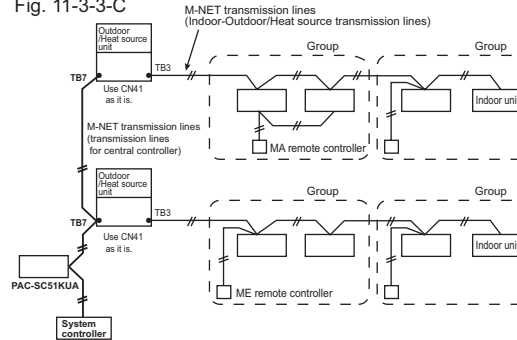 Fig. 11-3-3-C
M-NET transmission lines
(Indoor-Outdoor/Heat source transmission lines)
Outdoor
/Heat source
unit
TB3
TB7
Use CN41
as it is.
Group
Group
Indoor uni
MA remote controller
M-NET transmission lines
(transmission lines
for central controller)
Outdoor
/Heat source
unit
TB3
TB7
Use CN41
as it is.
Group
Group
Indoor uni
ME remote controller
PAC-SC51KUA
System
controller